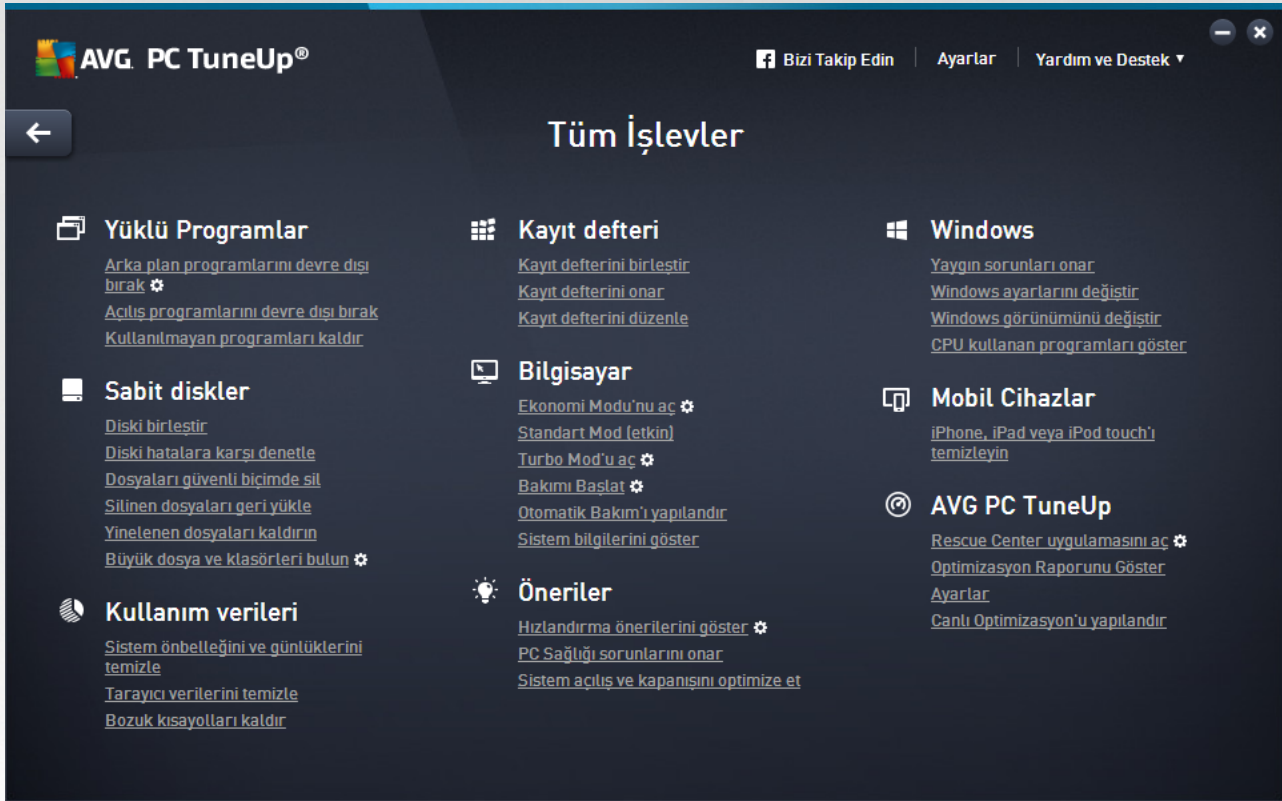 AVG PC TuneUp®
Bizi Takip Edin
Ayarlar
Yardım ve Destek
Tüm İşlevler
Yüklü Programlar
Arka plan programlarını devre dışı
bırak
Açılış programlarını devre dışı bırak
Kullanılmayan programları kaldır
Sabit diskler
Diski birleştir
Diski hatalara karşı denetle
Dosyaları güvenli biçimde sil
Silinen dosyaları geri yükle
Yinelenen dosyaları kaldırın
Büyük dosya ve klasörleri bulun
Kullanım verileri
Sistem önbelleğini ve günlüklerini
temizle
Tarayıcı verilerini temizle
Bozuk kısayolları kaldır
Kayıt defteri
Kayıt defterini birleştir
Kayıt defterini onar
Kayıt defterini düzenle
Bilgisayar
Ekonomi Modu'nu aç
Standart Mod (etkin)
Turbo Mod'u aç
Bakımı Başlat
Otomatik Bakım'ı yapılandır
Sistem bilgilerini göster
Öneriler
Hızlandırma önerilerini göster
PC Sağlığı sorunlarını onar
Sistem açılış ve kapanışını optimize et
Windows
Yaygın sorunları onar
Windows ayarlarını değiştir
Windows görünümünü değiştir
CPU kullanan programları göster
Mobil Cihazlar
iPhone, iPad veya iPod touch'ı
temizleyin
AVG PC TuneUp
Rescue Center uygulamasını aç
Optimizasyon Raporunu Göster
Ayarlar
Canlı Optimizasyon'u yapılandır